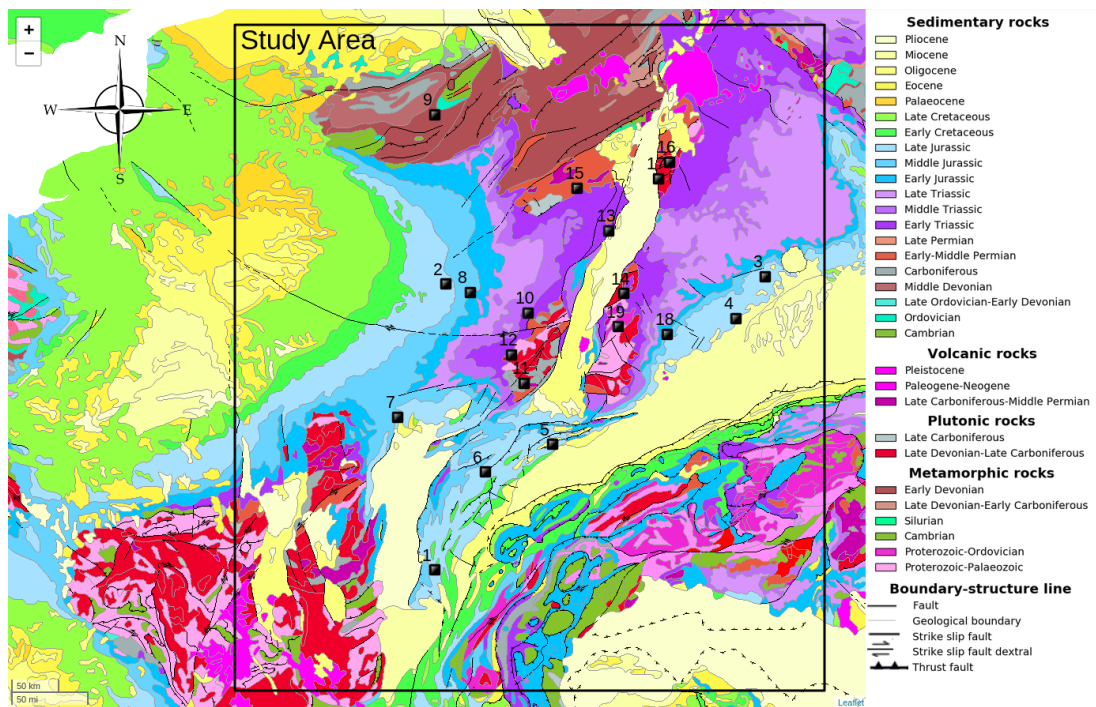 +
−
N
W
E
S
Study Area
9
16
17
15
13
2
8
3
14
10
4
19
18
12
11
7
5
6
1
50 km
50 mi
Leaflet
Sedimentary rocks
Pliocene
Miocene
Oligocene
Eocene
Palaeocene
Late Cretaceous
Early Cretaceous
Late Jurassic
Middle Jurassic
Early Jurassic
Late Triassic
Middle Triassic
Early Triassic
Late Permian
Early-Middle Permian
Carboniferous
Middle Devonian
Late Ordovician-Early Devonian
Ordovician
Cambrian
Volcanic rocks
Pleistocene
Paleogene-Neogene
Late Carboniferous-Middle Permian
Plutonic rocks
Late Carboniferous
Late Devonian-Late Carboniferous
Metamorphic rocks
Early Devonian
Late Devonian-Early Carboniferous
Silurian
Cambrian
Proterozoic-Ordovician
Proterozoic-Palaeozoic
Boundary-structure line
Fault
Geological boundary
Strike slip fault
Strike slip fault dextral
Thrust fault